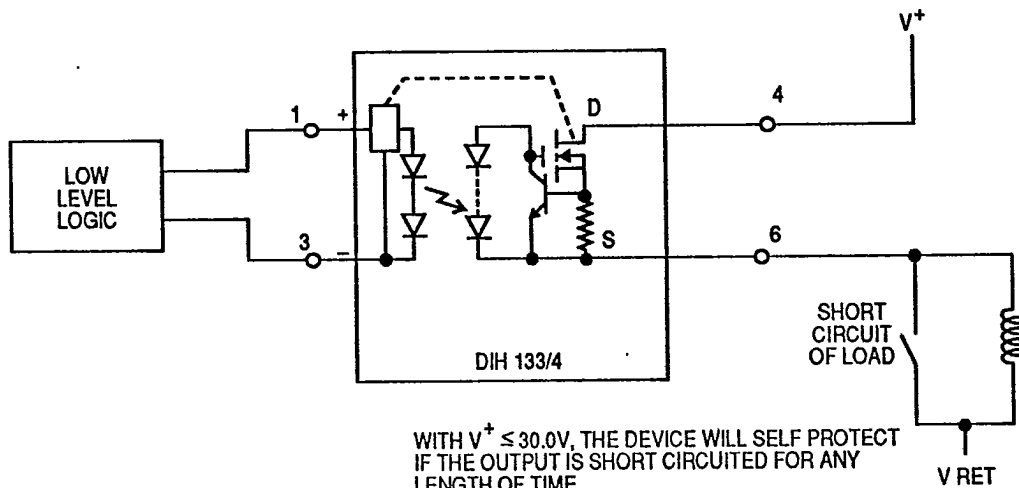 V+
1
+
D
4
LOW
LEVEL
LOGIC
3
–
S
6
SHORT
CIRCUIT
OF LOAD
DIH 133/4
WITH V+ ≤ 30.0V, THE DEVICE WILL SELF PROTECT
IF THE OUTPUT IS SHORT CIRCUITED FOR ANY
LENGTH OF TIME
V RET